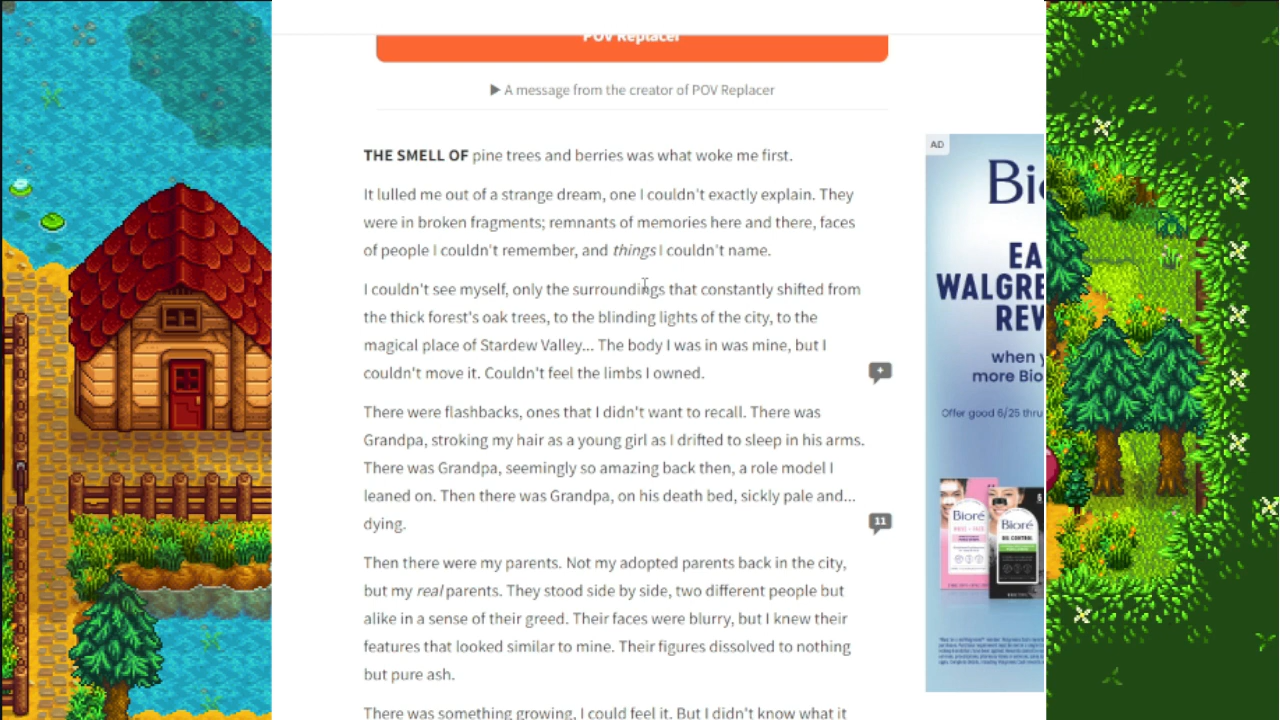 POV Replacer
▶ A message from the creator of POV Replacer
THE SMELL OF pine trees and berries was what woke me first.
It lulled me out of a strange dream, one I couldn't exactly explain. They
were in broken fragments; remnants of memories here and there, faces
of people I couldn't remember, and things I couldn't name.
I couldn't see myself, only the surroundings that constantly shifted from
the thick forest's oak trees, to the blinding lights of the city, to the
magical place of Stardew Valley... The body I was in was mine, but I
couldn't move it. Couldn't feel the limbs I owned.
+
There were flashbacks, ones that I didn't want to recall. There was
Grandpa, stroking my hair as a young girl as I drifted to sleep in his arms.
There was Grandpa, seemingly so amazing back then, a role model I
leaned on. Then there was Grandpa, on his death bed, sickly pale and...
dying.
11
Then there were my parents. Not my adopted parents back in the city,
but my real parents. They stood side by side, two different people but
alike in a sense of their greed. Their faces were blurry, but I knew their
features that looked similar to mine. Their figures dissolved to nothing
but pure ash.
There was something growing, I could feel it. But I didn't know what it
AD
Bio
EA
WALGRE
REW
when y
more Bio
Offer good 6/25 thru
Bioré
Bioré
OIL CONTROL